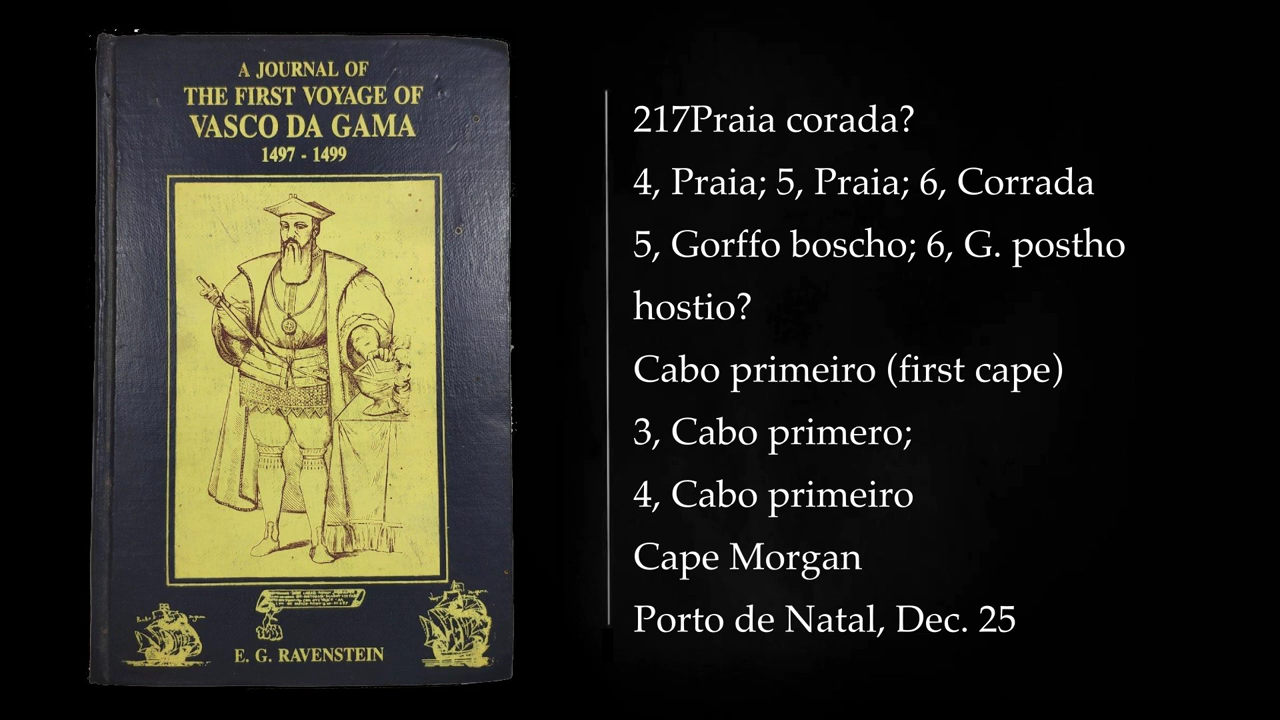 A JOURNAL OF
THE FIRST VOYAGE OF
VASCO DA GAMA
1497 - 1499
E. G. RAVENSTEIN
217Praia corada?
4, Praia; 5, Praia; 6, Corrada
5, Gorffo boscho; 6, G. postho
hostio?
Cabo primeiro (first cape)
3, Cabo primero;
4, Cabo primeiro
Cape Morgan
Porto de Natal, Dec. 25